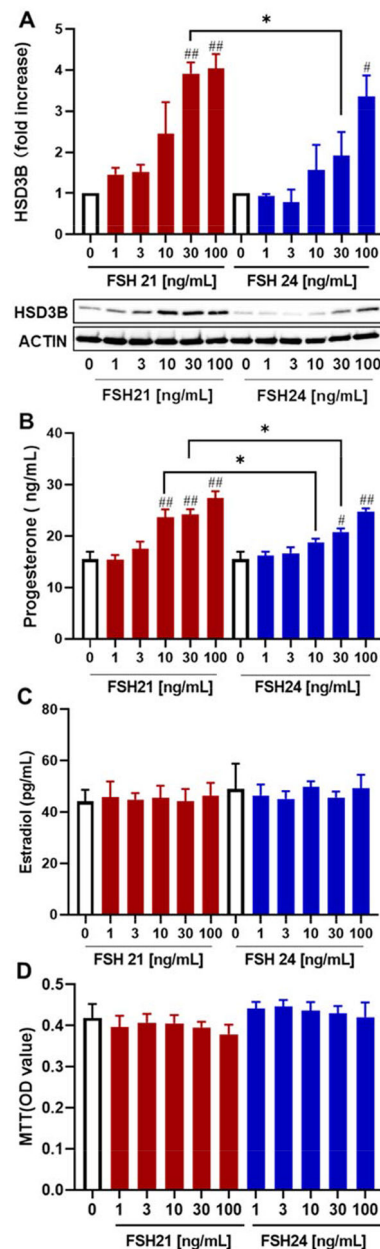 A
HSD3B (fold increase)
5
4
3
2
1
0
*
## ## #
0 1 3 10 30 100 0 1 3 10 30 100
FSH 21 [ng/mL] FSH 24 [ng/mL]
HSD3B
ACTIN
0 1 3 10 30 100 0 1 3 10 30 100
FSH21 [ng/mL] FSH24 [ng/mL]
B
Progesterone ( ng/mL)
40
30
20
10
0
*
*
## ## ## # ##
0 1 3 10 30 100 0 1 3 10 30 100
FSH21 [ng/mL] FSH24 [ng/mL]
C
Estradiol (pg/mL)
80
60
40
20
0
0 1 3 10 30 100 0 1 3 10 30 100
FSH 21 [ng/mL] FSH 24 [ng/mL]
D
MTT(OD value)
0.5
0.4
0.3
0.2
0.1
0.0
0 1 3 10 30 100 1 3 10 30 100
FSH21 [ng/mL] FSH24 [ng/mL]